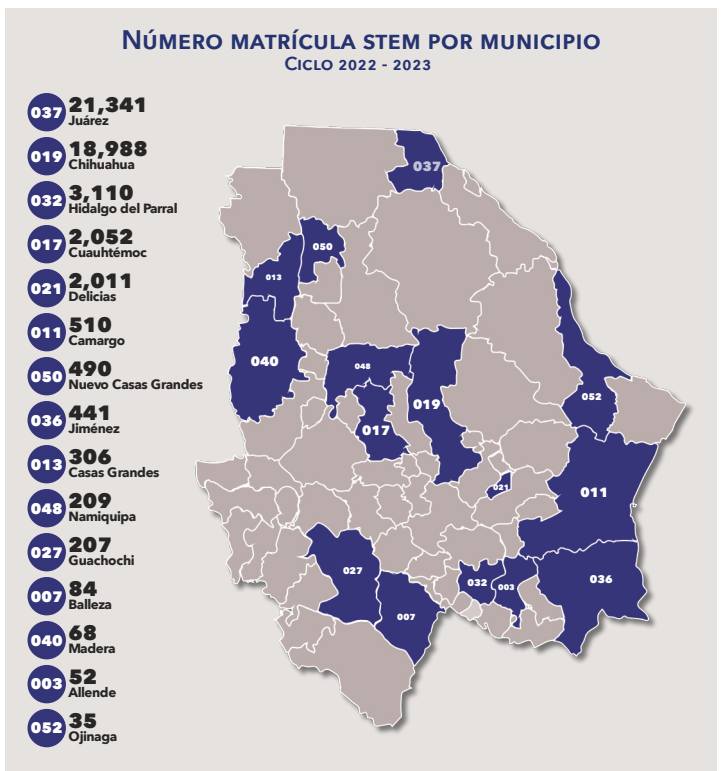 NÚMERO MATRÍCULA STEM POR MUNICIPIO
CICLO 2022 - 2023
037 21,341
Juárez
019 18,988
Chihuahua
032 3,110
Hidalgo del Parral
017 2,052
Cuauhtémoc
021 2,011
Delicias
011 510
Camargo
050 490
Nuevo Casas Grandes
036 441
Jiménez
013 306
Casas Grandes
048 209
Namiquipa
027 207
Guachochi
007 84
Balleza
040 68
Madera
003 52
Allende
052 35
Ojinaga
037
050
013
040
048
019
052
017
021
011
027
032
003
036
007